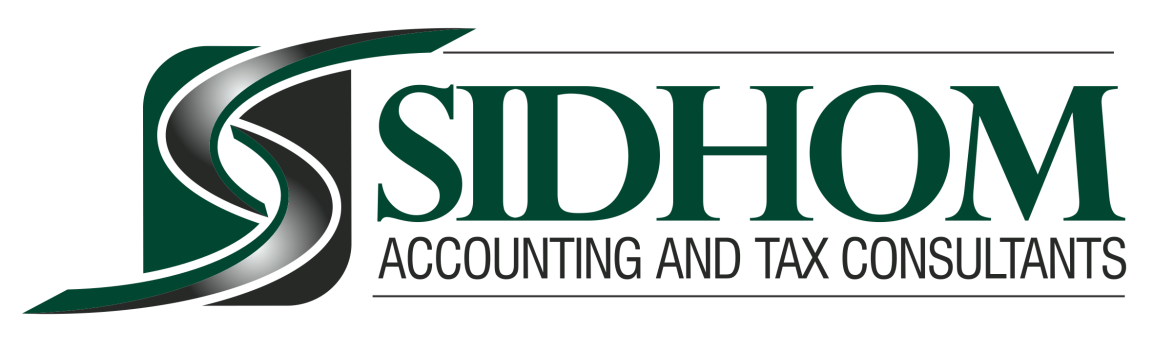 SIDHOM
ACCOUNTING AND TAX CONSULTANTS